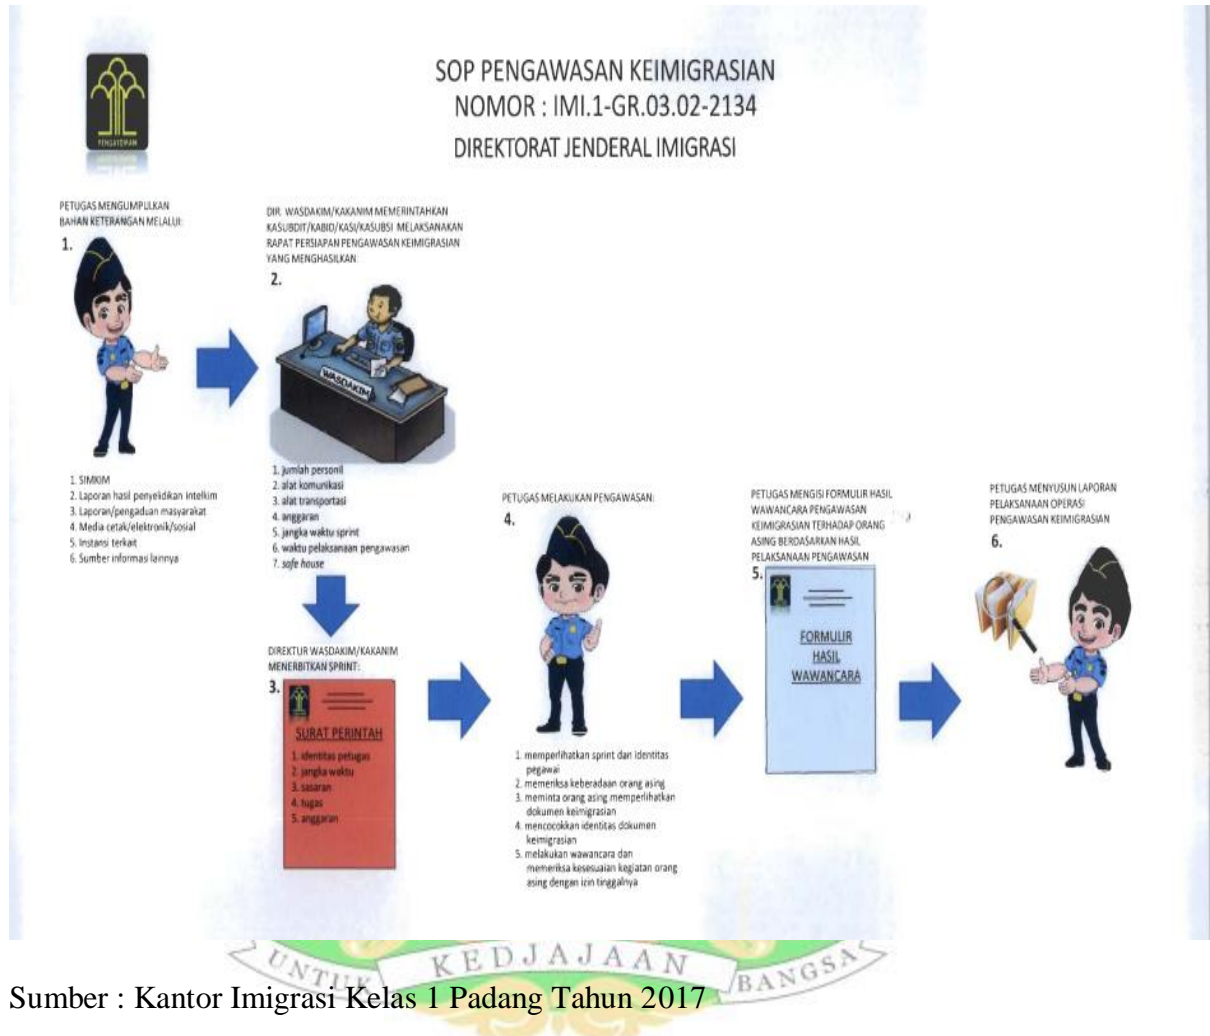 SOP PENGAWASAN KEIMIGRASIAN
NOMOR : IMI.1-GR.03.02-2134
DIREKTORAT JENDERAL IMIGRASI
PENGAYOMAN
PETUGAS MENGUMPULKAN
BAHAN KETERANGAN MELALUI:
1.
1. SIMKIM
2. Laporan hasil penyelidikan intelkim
3. Laporan/pengaduan masyarakat
4. Media cetak/elektronik/sosial
5. Instansi terkait
6. Sumber informasi lainnya
DIR. WASDAKIM/KAKANIM MEMERINTAHKAN
KASUBDIT/KABID/KASI/KASUBSI MELAKSANAKAN
RAPAT PERSIAPAN PENGAWASAN KEIMIGRASIAN
YANG MENGHASILKAN:
2.
WASDAKIM
1. jumlah personil
2. alat komunikasi
3. alat transportasi
4. anggaran
5. jangka waktu sprint
6. waktu pelaksanaan pengawasan
7. safe house
DIREKTUR WASDAKIM/KAKANIM
MENERBITKAN SPRINT:
3.
SURAT PERINTAH
1. identitas petugas
2. jangka waktu
3. sasaran
4. tugas
5. anggaran
PETUGAS MELAKUKAN PENGAWASAN:
4.
1. memperlihatkan sprint dan identitas
pegawai
2. memeriksa keberadaan orang asing
3. meminta orang asing memperlihatkan
dokumen keimigrasian
4. mencocokkan identitas dokumen
keimigrasian
5. melakukan wawancara dan
memeriksa kesesuaian kegiatan orang
asing dengan izin tinggalnya
PETUGAS MENGISI FORMULIR HASIL
WAWANCARA PENGAWASAN
KEIMIGRASIAN TERHADAP ORANG
ASING BERDASARKAN HASIL
PELAKSANAAN PENGAWASAN
5.
FORMULIR
HASIL
WAWANCARA
PETUGAS MENYUSUN LAPORAN
PELAKSANAAN OPERASI
PENGAWASAN KEIMIGRASIAN
6.
UNTUK KEDJAJAAN BANGSA
Sumber : Kantor Imigrasi Kelas 1 Padang Tahun 2017